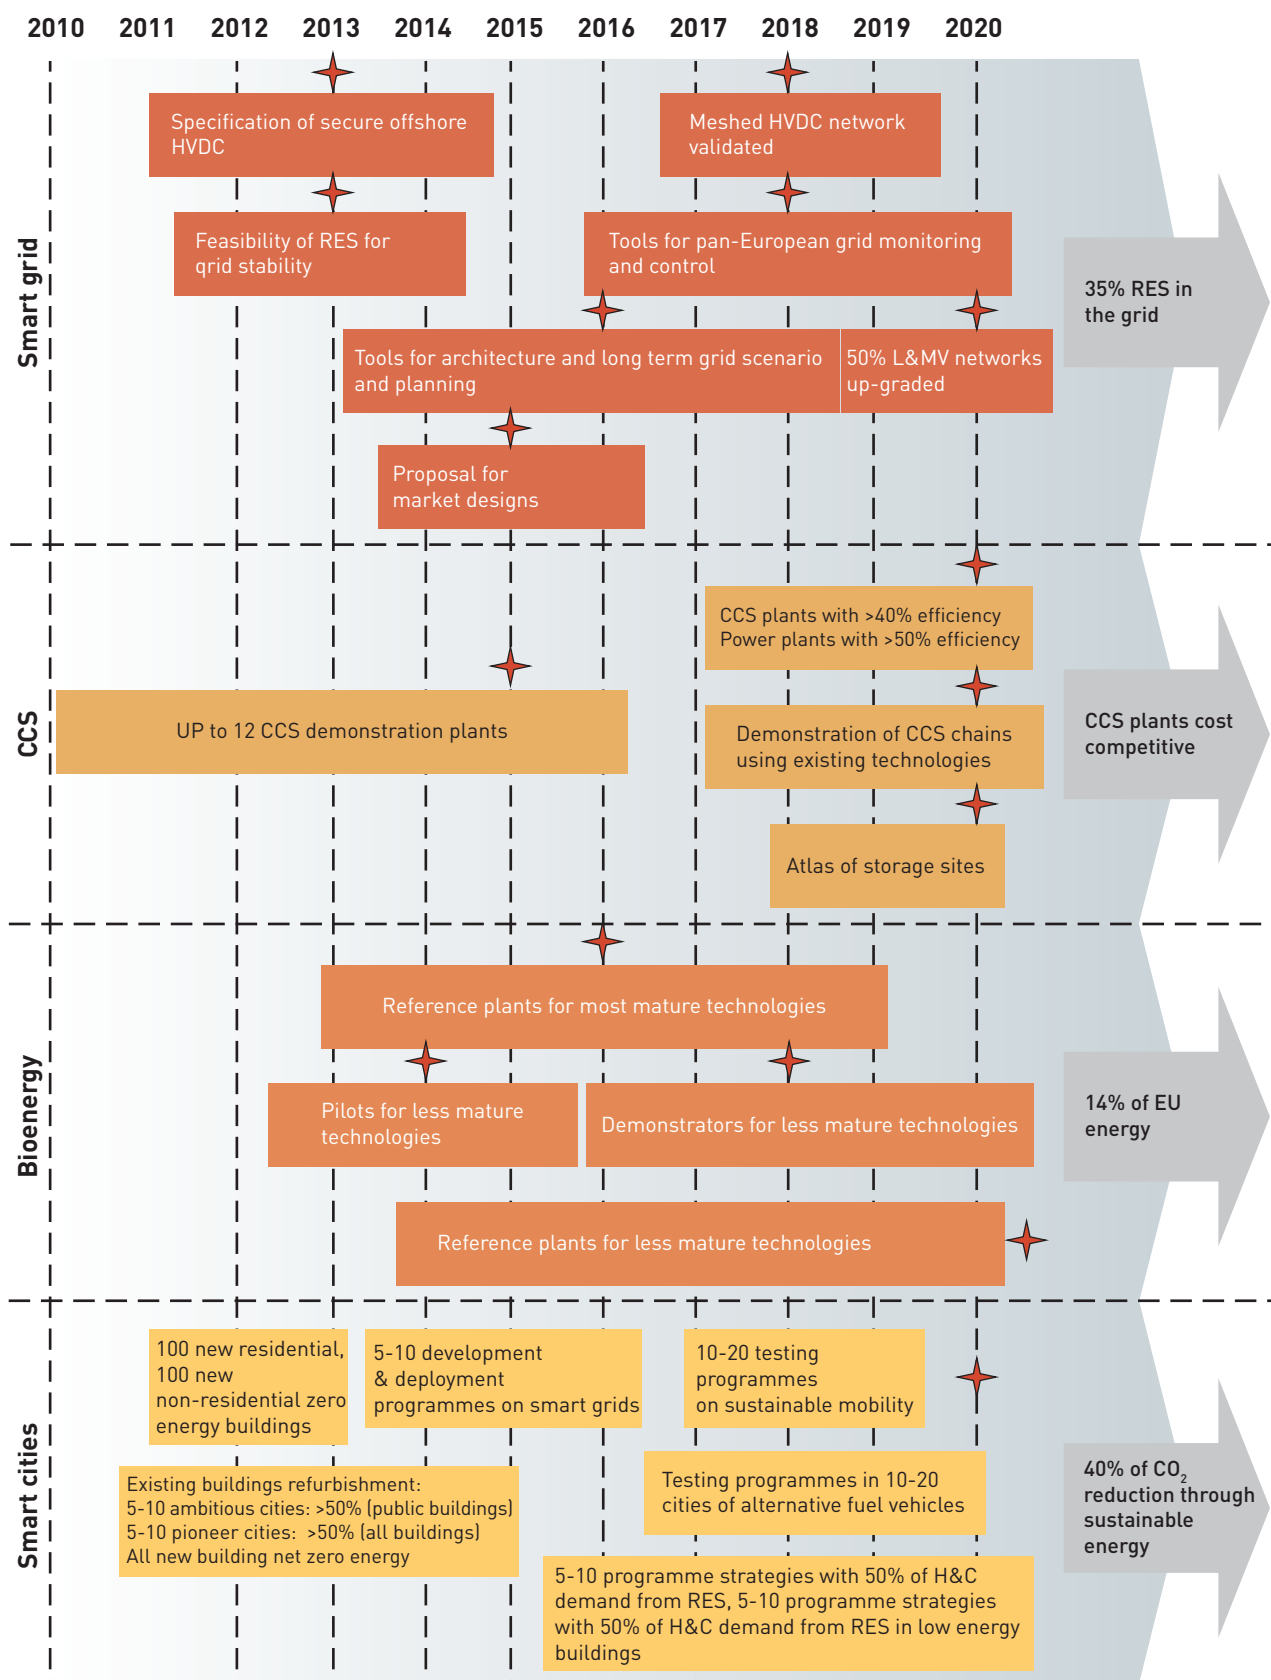 2010 2011 2012 2013 2014 2015 2016 2017 2018 2019 2020
Smart grid
Specification of secure offshore
HVDC
Meshed HVDC network
validated
Feasibility of RES for
qrid stability
Tools for pan-European grid monitoring
and control
Tools for architecture and long term grid scenario
and planning
50% L&MV networks
up-graded
Proposal for
market designs
35% RES in
the grid
CCS
CCS plants with >40% efficiency
Power plants with >50% efficiency
UP to 12 CCS demonstration plants
Demonstration of CCS chains
using existing technologies
Atlas of storage sites
CCS plants cost
competitive
Bioenergy
Reference plants for most mature technologies
Pilots for less mature
technologies
Demonstrators for less mature technologies
Reference plants for less mature technologies
14% of EU
energy
Smart cities
100 new residential,
100 new
non-residential zero
energy buildings
5-10 development
& deployment
programmes on smart grids
10-20 testing
programmes
on sustainable mobility
Existing buildings refurbishment:
5-10 ambitious cities: >50% (public buildings)
5-10 pioneer cities: >50% (all buildings)
All new building net zero energy
Testing programmes in 10-20
cities of alternative fuel vehicles
5-10 programme strategies with 50% of H&C
demand from RES, 5-10 programme strategies
with 50% of H&C demand from RES in low energy
buildings
40% of CO₂
reduction through
sustainable
energy